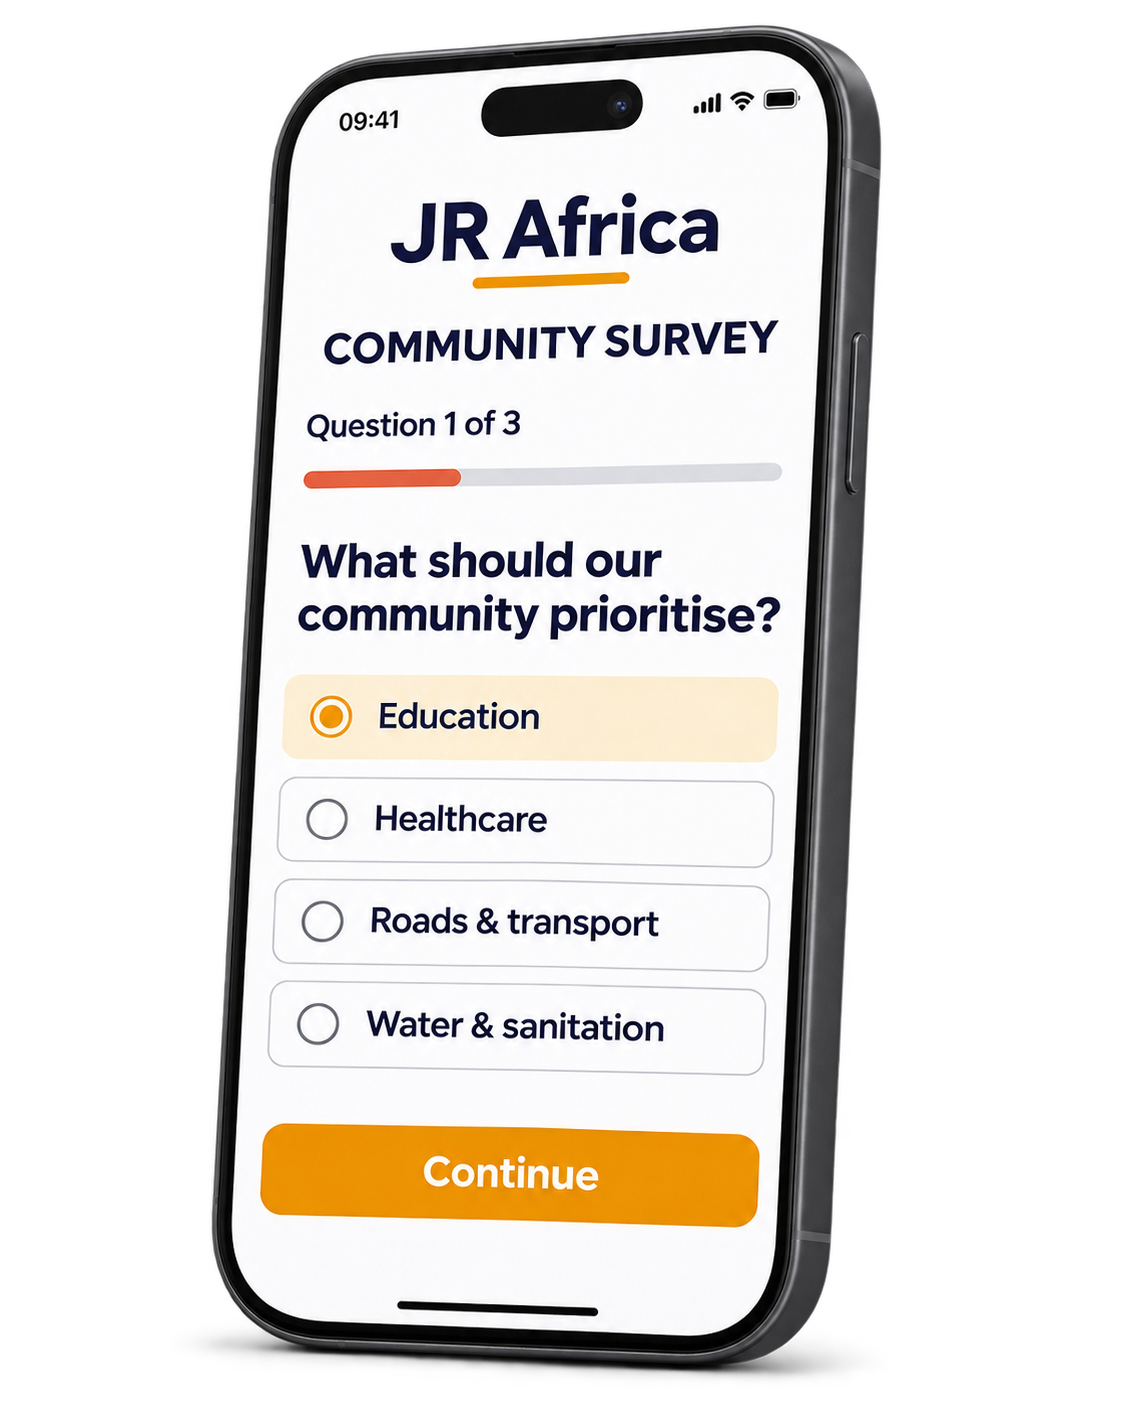 09:41
JR Africa
COMMUNITY SURVEY
Question 1 of 3
What should our
community prioritise?
Education
Healthcare
Roads & transport
Water & sanitation
Continue